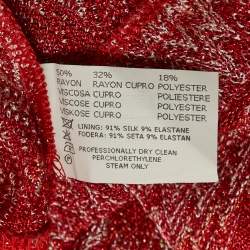 50% 32% 18%
RAYON CUPRO POLYESTER
VISCOSA CUPRO POLIESTERE
VISKOSE CUPRO POLYESTER
VISKOSE CUPRO POLYESTER
LINING: 91% SILK 9% ELASTANE
FODERA: 91% SETA 9% ELASTAN
PROFESSIONALLY DRY CLEAN
PERCHLORETHYLENE
STEAM ONLY